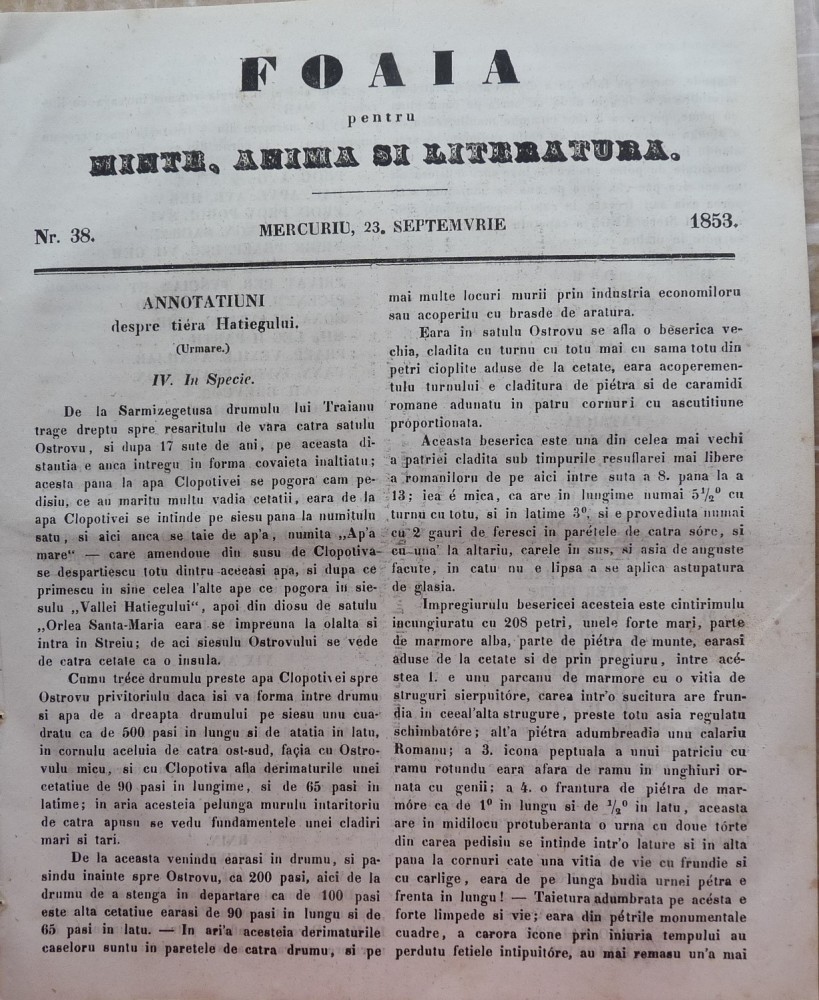 FOAIA
pentru
MINTE, ANIMA SI LITERATURA.
Nr. 38.
MERCURIU, 23. SEPTEMVRIE
1853.
ANNOTATIUNI
despre tiéra Hatiegului.
(Urmare.)
IV. In Specie.
De la Sarmizegetusa drumulu lui Traianu
trage dreptu spre resaritulu de vara catra satulu
Ostrovu, si dupa 17 sute de ani, pe aceasta di-
stantia e anca intregu in forma covaieta inaltiatu;
acesta pana la apa Clopotivei se pogora cam pe-
disiu, ce au maritu multu vadia cetatii, eara de la
apa Clopotivei se intinde pe siesu pana la numitulu
satu, si aici anca se taie de ap'a, numita „Ap'a
mare“ — care amendoue din susu de Clopotiva
se despartiescu totu dintru aceeasi apa, si dupa ce
primescu in sine celea l'alte ape ce pogora in sie-
sulu „Vallei Hatiegului“, apoi din diosu de satulu
„Orlea Santa-Maria eara se impreuna la olalta si
intra in Streiu; de aci siesulu Ostrovului se vede
de catra cetate ca o insula.
Cumu tréce drumulu preste apa Clopotivei spre
Ostrovu privitoriulu daca isi va forma intre drumu
si apa de a dreapta drumului pe siesu unu cua-
dratu ca de 500 pasi in lungu si de atatia in latu,
in cornulu aceluia de catra ost-sud, façia cu Ostro-
vulu micu, si cu Clopotiva afla derimaturile unei
cetatiue de 90 pasi in lungime, si de 65 pasi in
latime; in aria acesteia pelunga murulu intaritoriu
de catra apusu se vedu fundamentele unei cladiri
mari si tari.
De la aceasta venindu earasi in drumu, si pa-
sindu inainte spre Ostrovu, ca 200 pasi, aici de la
drumu de a stenga in departare ca de 100 pasi
este alta cetatiue earasi de 90 pasi in lungu si de
65 pasi in latu. — In ari'a acesteia derimaturile
caseloru suntu in paretele de catra drumu, si pe
mai multe locuri murii prin industria economiloru
sau acoperitu cu brasde de aratura.
Eara in satulu Ostrovu se afla o beserica ve-
chia, cladita cu turnu cu totu mai cu sama totu din
petri cioplite aduse de la cetate, eara acoperemen-
tulu turnului e claditura de piétra si de caramidi
romane adunatu in patru cornuri cu ascutitiune
proportionata.
Aceasta beserica este una din celea mai vechi
a patriei cladita sub timpurile resuflarei mai libere
a romaniloru de pe aici intre suta a 8. pana la a
13; iea é mica, ca are in lungime numai 5½⁰ cu
turnu cu totu, si in latime 3⁰, si e provediuta numai
cu 2 gauri de feresci in parétele de catra sóre, si
cu una' la altariu, carele in sus, si asia de anguste
facute, in catu nu e lipsa a se aplica astupatura
de glasia.
Impregiurulu besericei acesteia este cintirimulu
incungiuratu cu 208 petri, unele forte mari, parte
de marmore alba, parte de piétra de munte, earasi
aduse de la cetate si de prin pregiuru, intre acé-
stea 1. e unu parcanu de marmore cu o vitia de
struguri sierpuitóre, carea intr'o sucitura are frun-
dia in ceeal'alta strugure, preste totu asia regulatu
schimbatóre; alt'a piétra adumbreadia unu calariu
Romanu; a 3. icona peptuala a unui patriciu cu
ramu rotundu eara afara de ramu in unghiuri or-
nata cu genii; a 4. o frantura de piétra de mar-
móre ca de 1⁰ in lungu si de ½⁰ in latu, aceasta
are in midilocu protuberanta o urna cu doue tórte
din carea pedisiu se intinde intr'o lature si in alta
pana la cornuri cate una vitia de vie cu frundie si
cu carlige, eara de pe lunga budia urnei pétra e
frenta in lungu! — Taietura adumbrata pe acésta e
forte limpede si vie; eara din pétrile monumentale
cuadre, a carora icone prin iniuria tempului au
perdutu fetiele intipuitóre, au mai remasu un'a mai